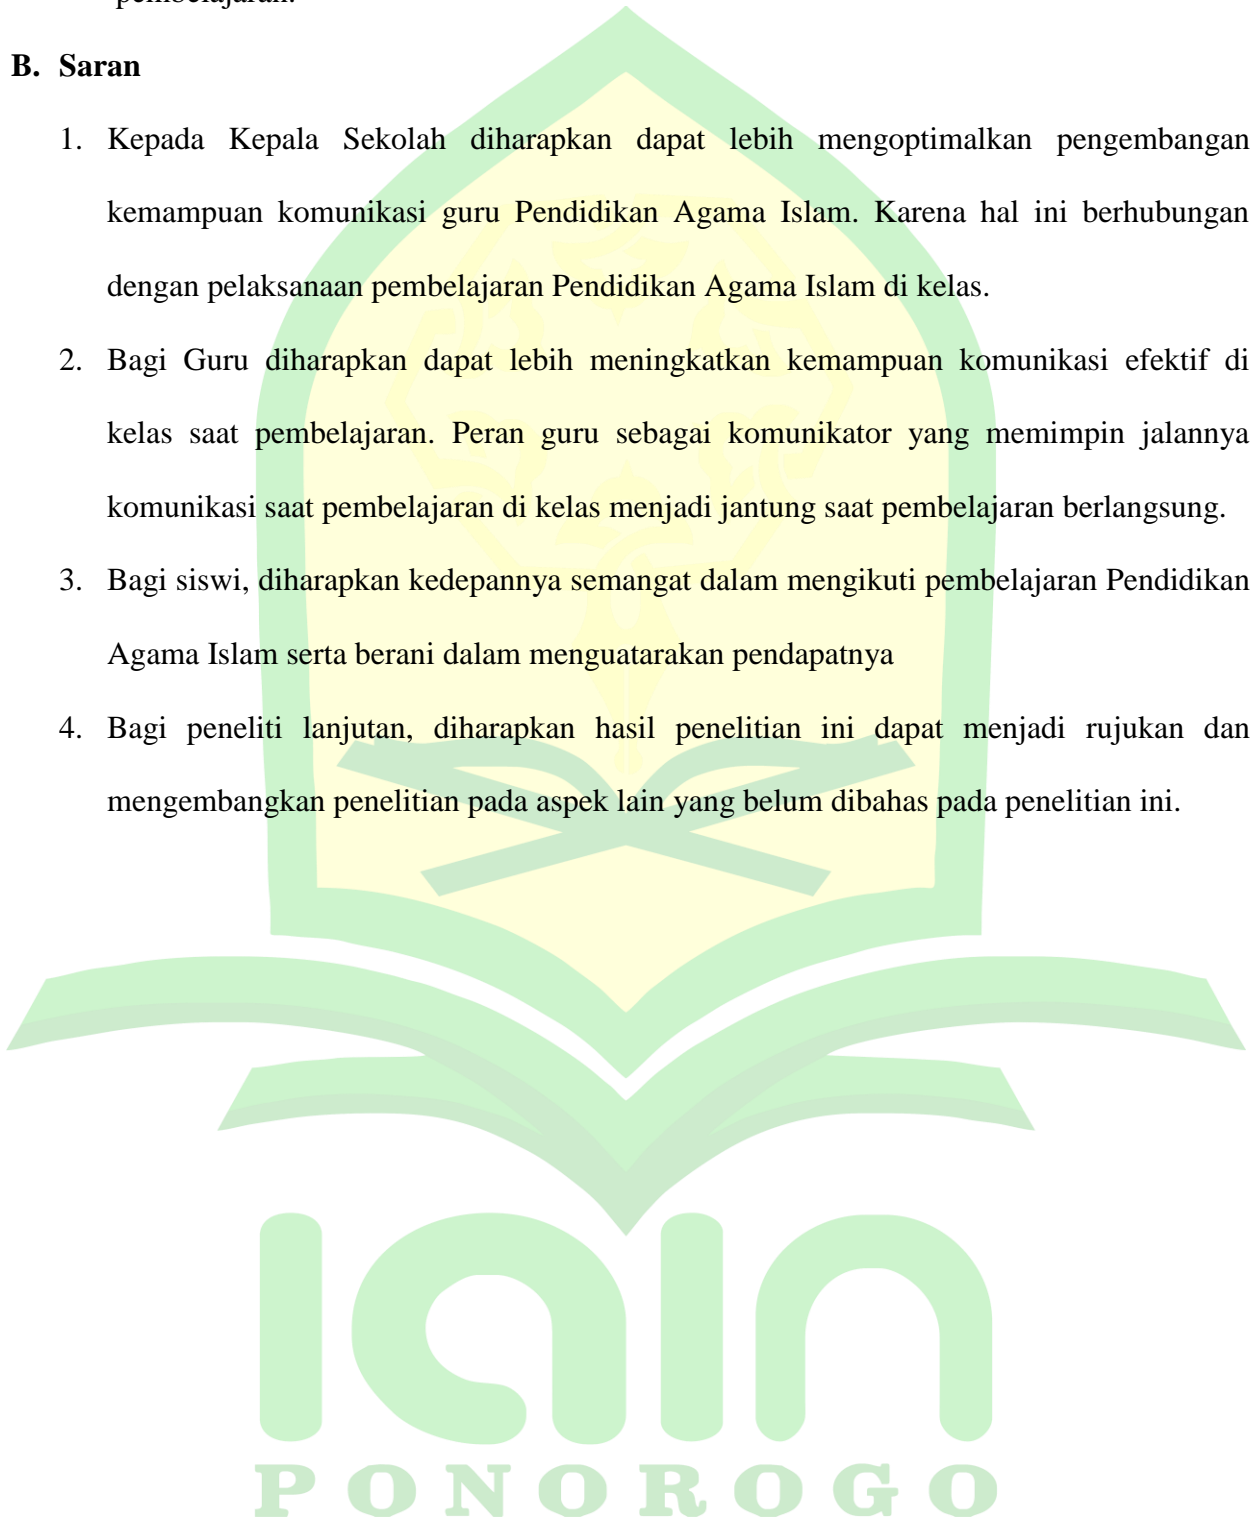 pembelajaran.
B. Saran
1. Kepada Kepala Sekolah diharapkan dapat lebih mengoptimalkan pengembangan
kemampuan komunikasi guru Pendidikan Agama Islam. Karena hal ini berhubungan
dengan pelaksanaan pembelajaran Pendidikan Agama Islam di kelas.
2. Bagi Guru diharapkan dapat lebih meningkatkan kemampuan komunikasi efektif di
kelas saat pembelajaran. Peran guru sebagai komunikator yang memimpin jalannya
komunikasi saat pembelajaran di kelas menjadi jantung saat pembelajaran berlangsung.
3. Bagi siswi, diharapkan kedepannya semangat dalam mengikuti pembelajaran Pendidikan
Agama Islam serta berani dalam menguatarakan pendapatnya
4. Bagi peneliti lanjutan, diharapkan hasil penelitian ini dapat menjadi rujukan dan
mengembangkan penelitian pada aspek lain yang belum dibahas pada penelitian ini.
iain
PONOROGO